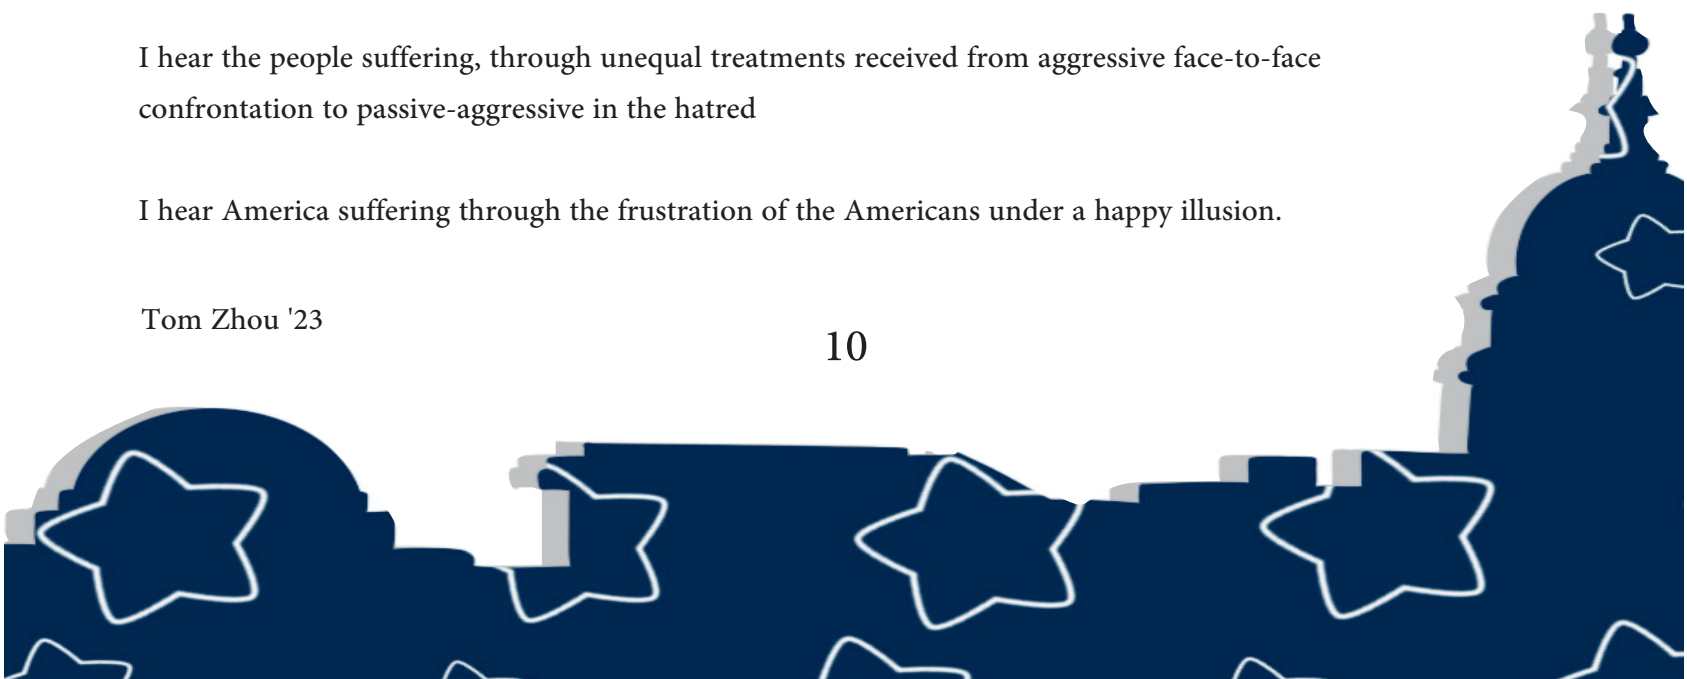 I hear the people suffering, through unequal treatments received from aggressive face-to-face
confrontation to passive-aggressive in the hatred
I hear America suffering through the frustration of the Americans under a happy illusion.
Tom Zhou '23
10